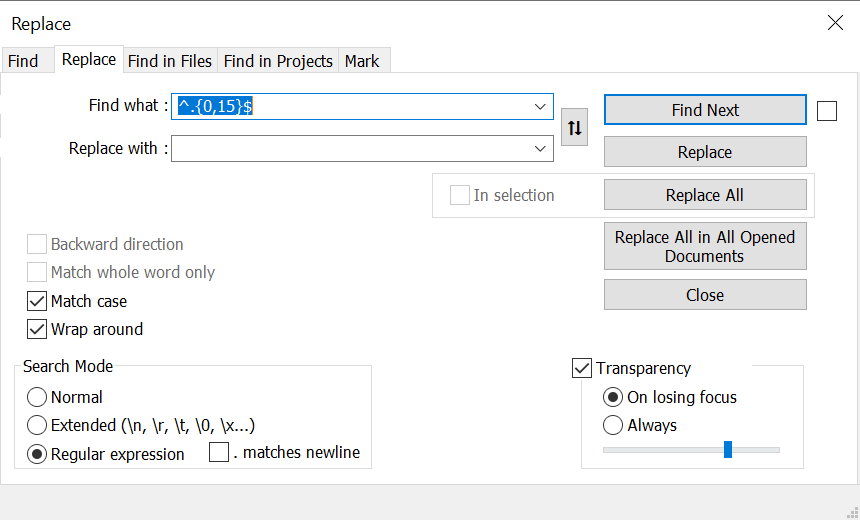 Replace
Find Replace Find in Files Find in Projects Mark
Find what : ^.{0,15}$ Find Next
Replace with : Replace
In selection Replace All
Replace All in All Opened
Documents
Close
Backward direction
Match whole word only
Match case
Wrap around
Search Mode
Normal
Extended (\n, \r, \t, \0, \x...)
Regular expression . matches newline
Transparency
On losing focus
Always